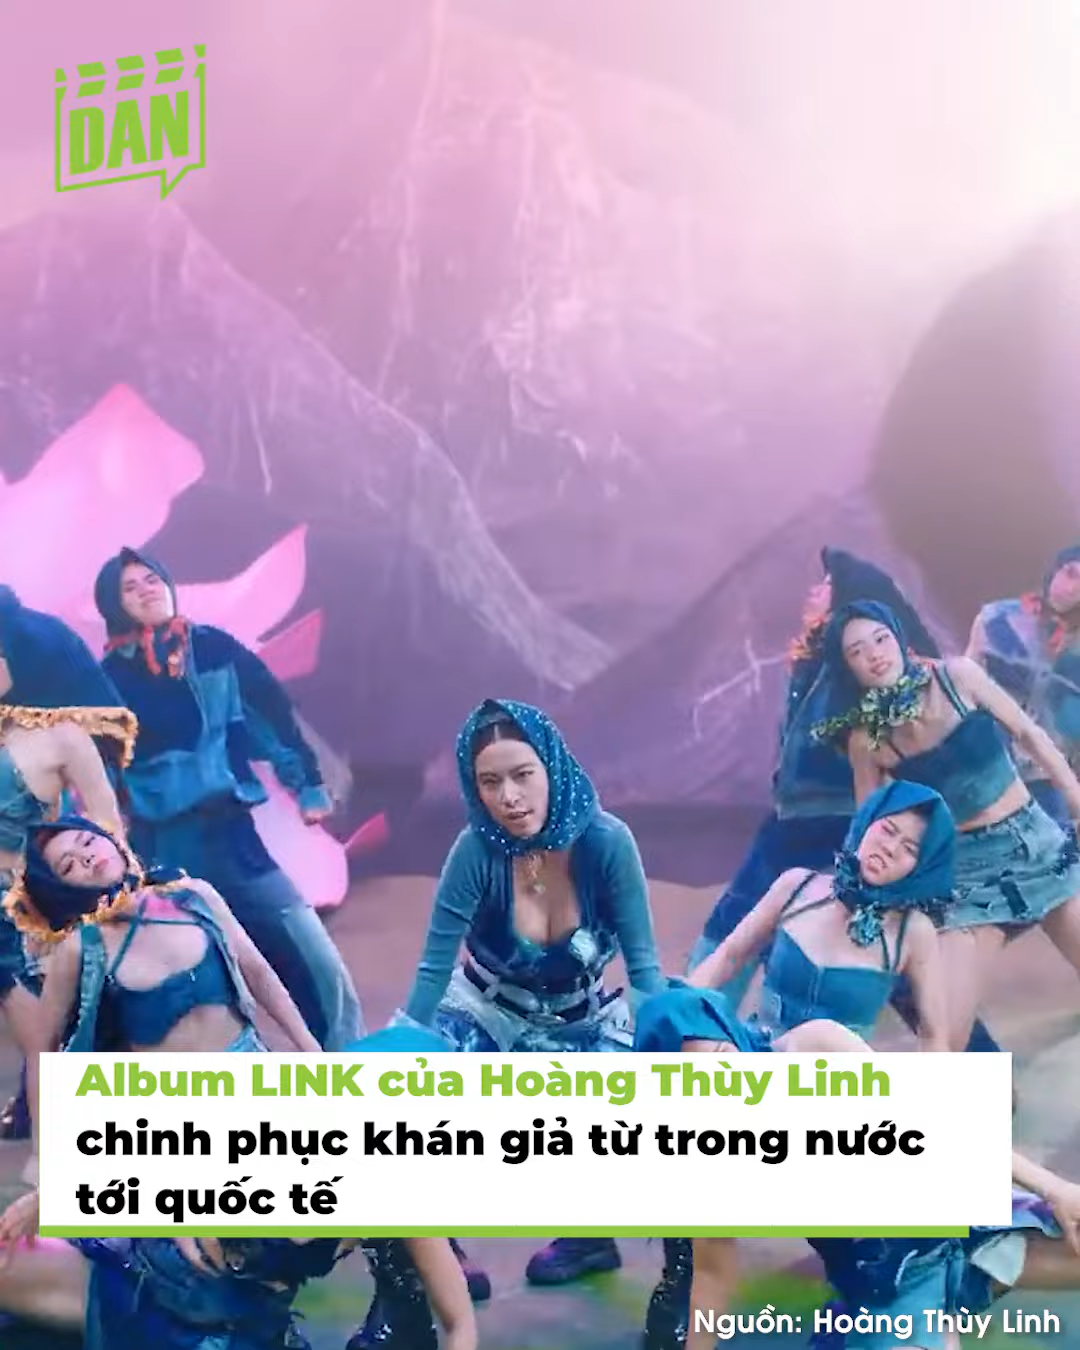 DAN
Album LINK của Hoàng Thùy Linh
chinh phục khán giả từ trong nước
tới quốc tế
Nguồn: Hoàng Thùy Linh